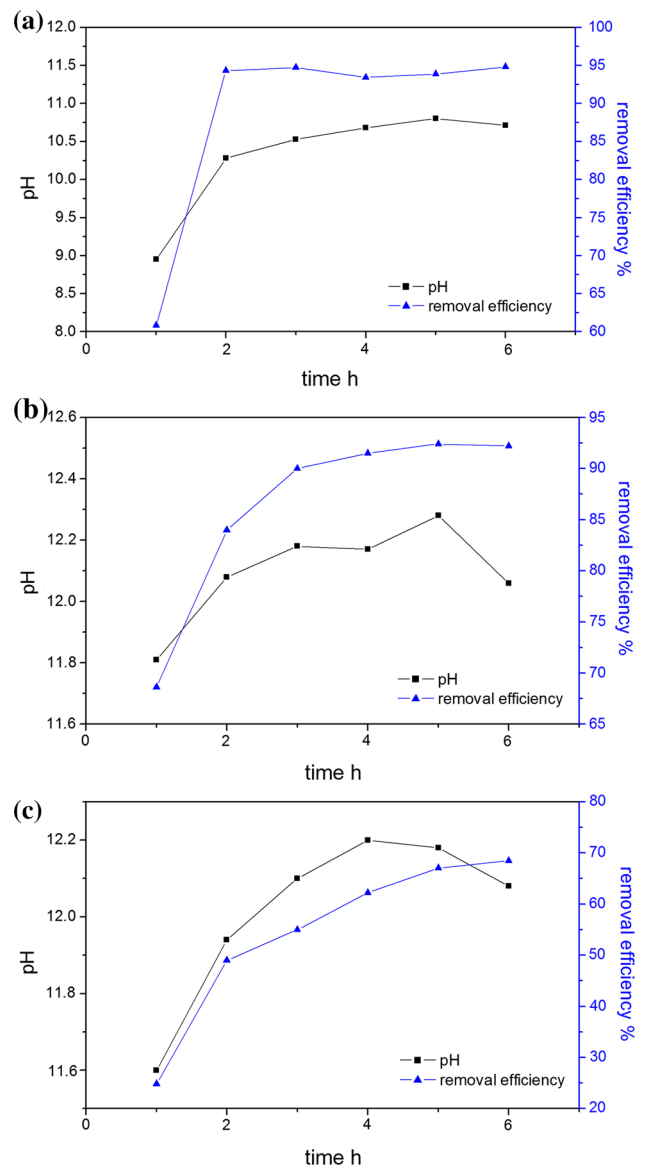 (a)
12.0
11.5
11.0
10.5
10.0
9.5
9.0
8.5
8.0
pH
100
95
90
85
80
75
70
65
60
removal efficiency %
pH
removal efficiency
0 2 4 6
time h
(b)
12.6
12.4
12.2
12.0
11.8
11.6
pH
95
90
85
80
75
70
65
removal efficiency %
pH
removal efficiency
0 2 4 6
time h
(c)
12.2
12.0
11.8
11.6
pH
80
70
60
50
40
30
20
removal efficiency %
pH
removal efficiency
0 2 4 6
time h